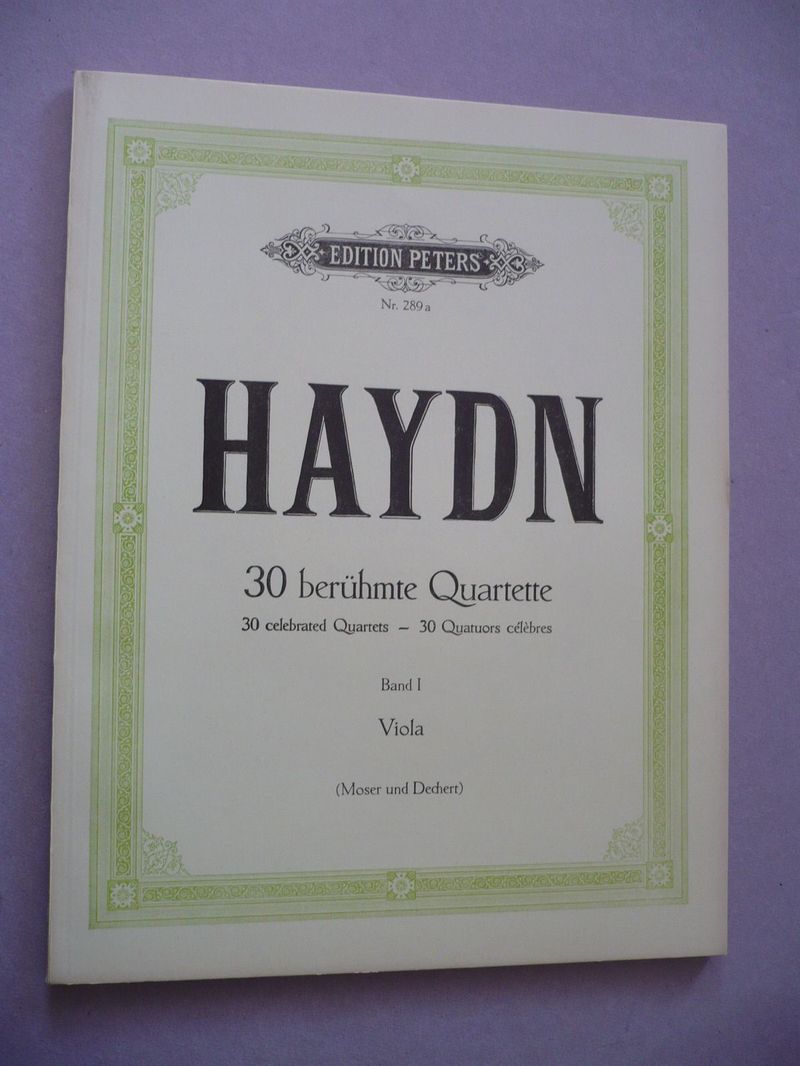 EDITION PETERS
Nr. 289 a
HAYDN
30 berühmte Quartette
30 celebrated Quartets – 30 Quatuors célèbres
Band I
Viola
(Moser und Dechert)